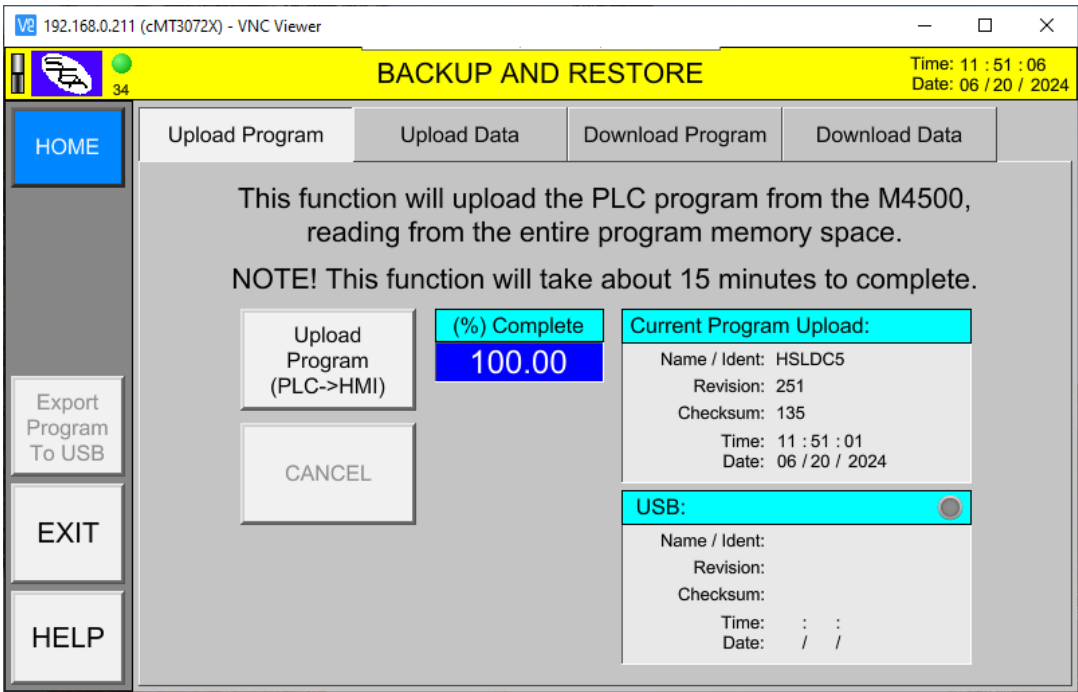 192.168.0.211 (cMT3072X) - VNC Viewer
SEA
34
BACKUP AND RESTORE
Time: 11 : 51 : 06
Date: 06 / 20 / 2024
HOME
Upload Program
Upload Data
Download Program
Download Data
This function will upload the PLC program from the M4500,
reading from the entire program memory space.
NOTE! This function will take about 15 minutes to complete.
Upload
Program
(PLC->HMI)
(%) Complete
100.00
CANCEL
Current Program Upload:
Name / Ident: HSLDC5
Revision: 251
Checksum: 135
Time: 11 : 51 : 01
Date: 06 / 20 / 2024
USB:
Name / Ident:
Revision:
Checksum:
Time: : :
Date: / /
Export
Program
To USB
EXIT
HELP